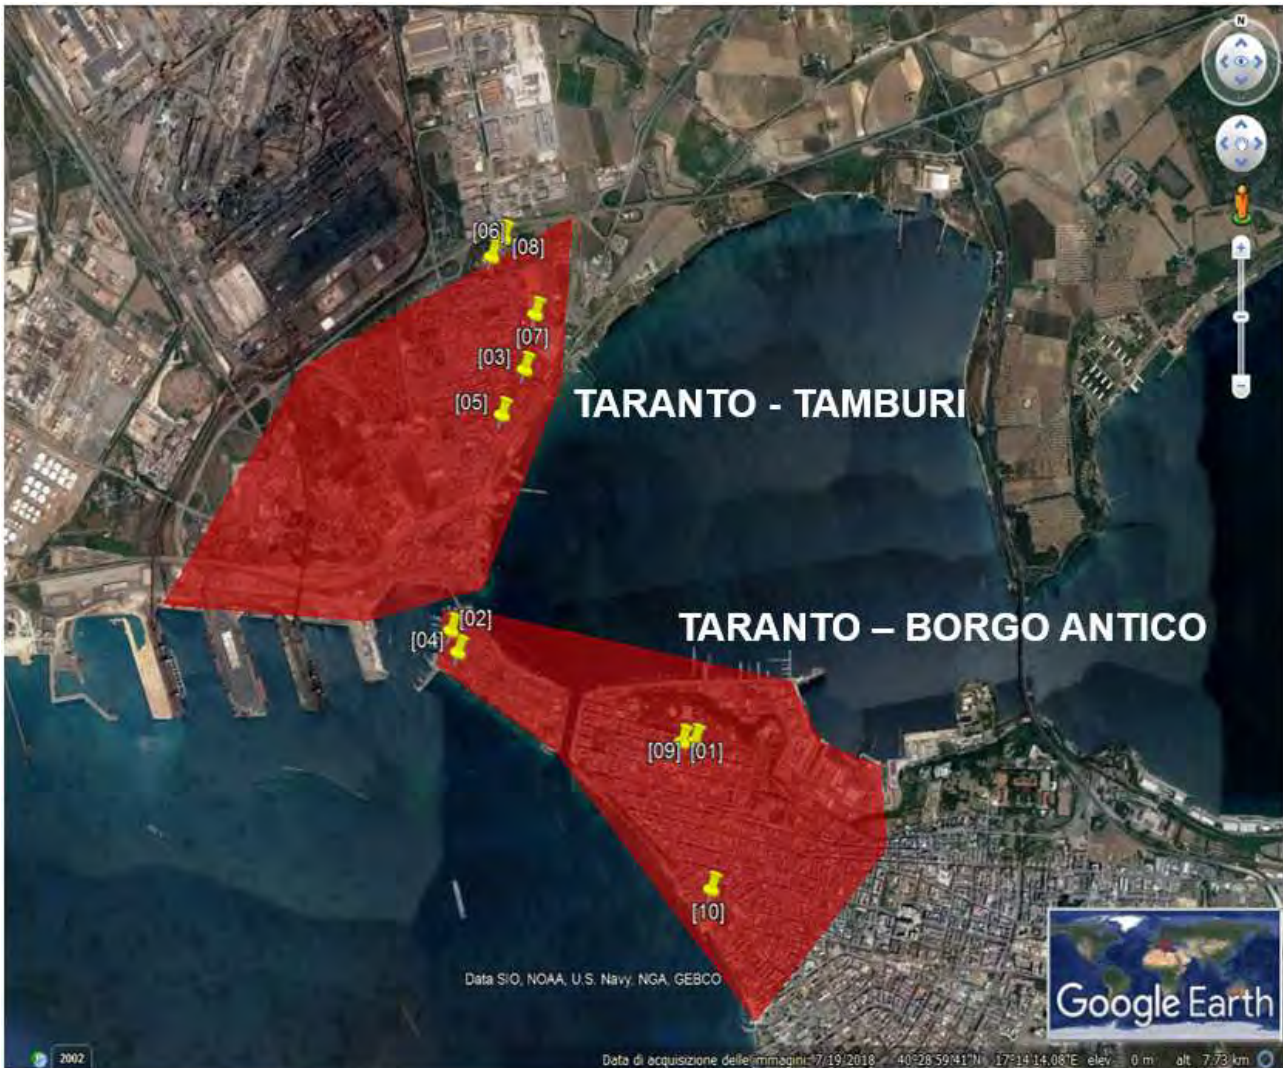 N
[06]
[08]
[07]
[03]
[05]
TARANTO - TAMBURI
[02]
[04]
TARANTO – BORGO ANTICO
[09] [01]
[10]
Data SIO, NOAA, U.S. Navy, NGA, GEBCO
Google Earth
2002
Data di acquisizione delle immagini: 7/19/2018 40°28'59.41"N 17°14'14.08"E elev 0 m alt 7.73 km